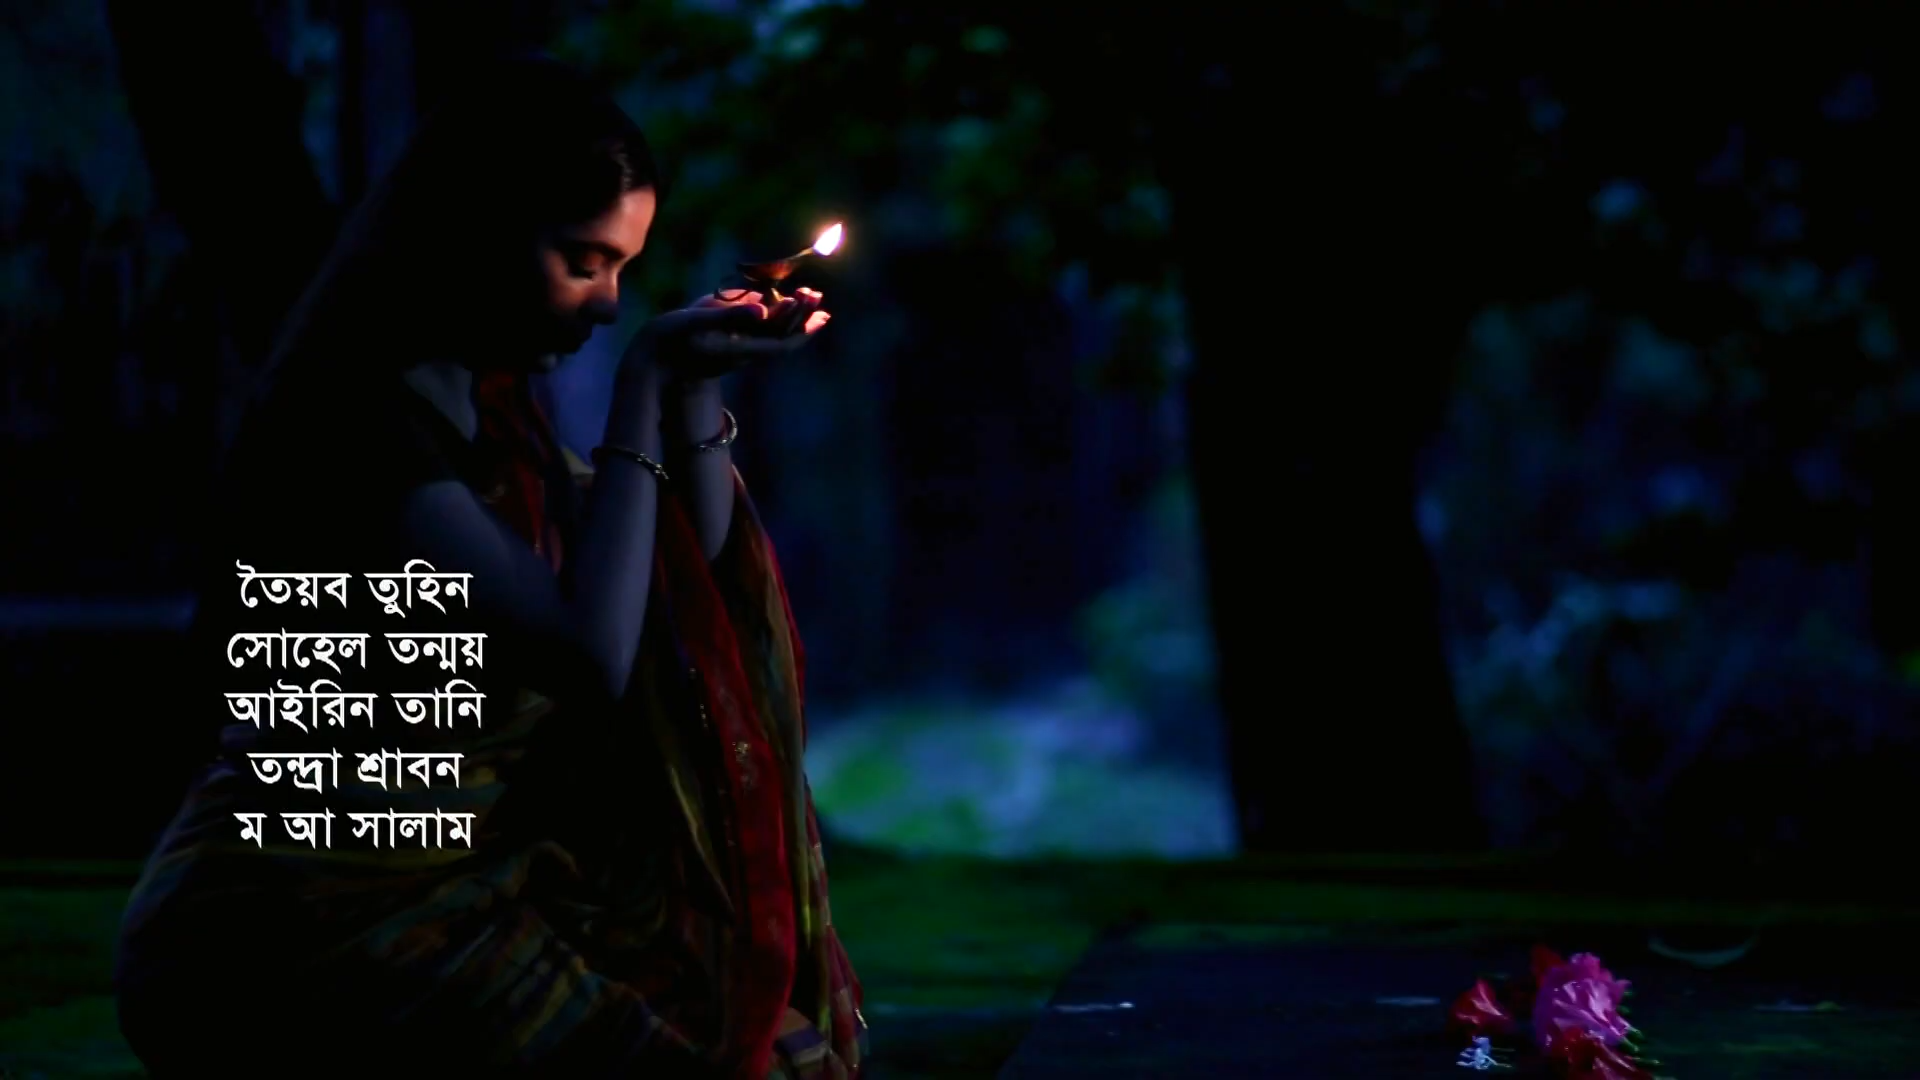 তৈয়ব তুহিন
সোহেল তন্ময়
আইরিন তানি
তন্দ্রা শ্রাবন
ম আ সালাম